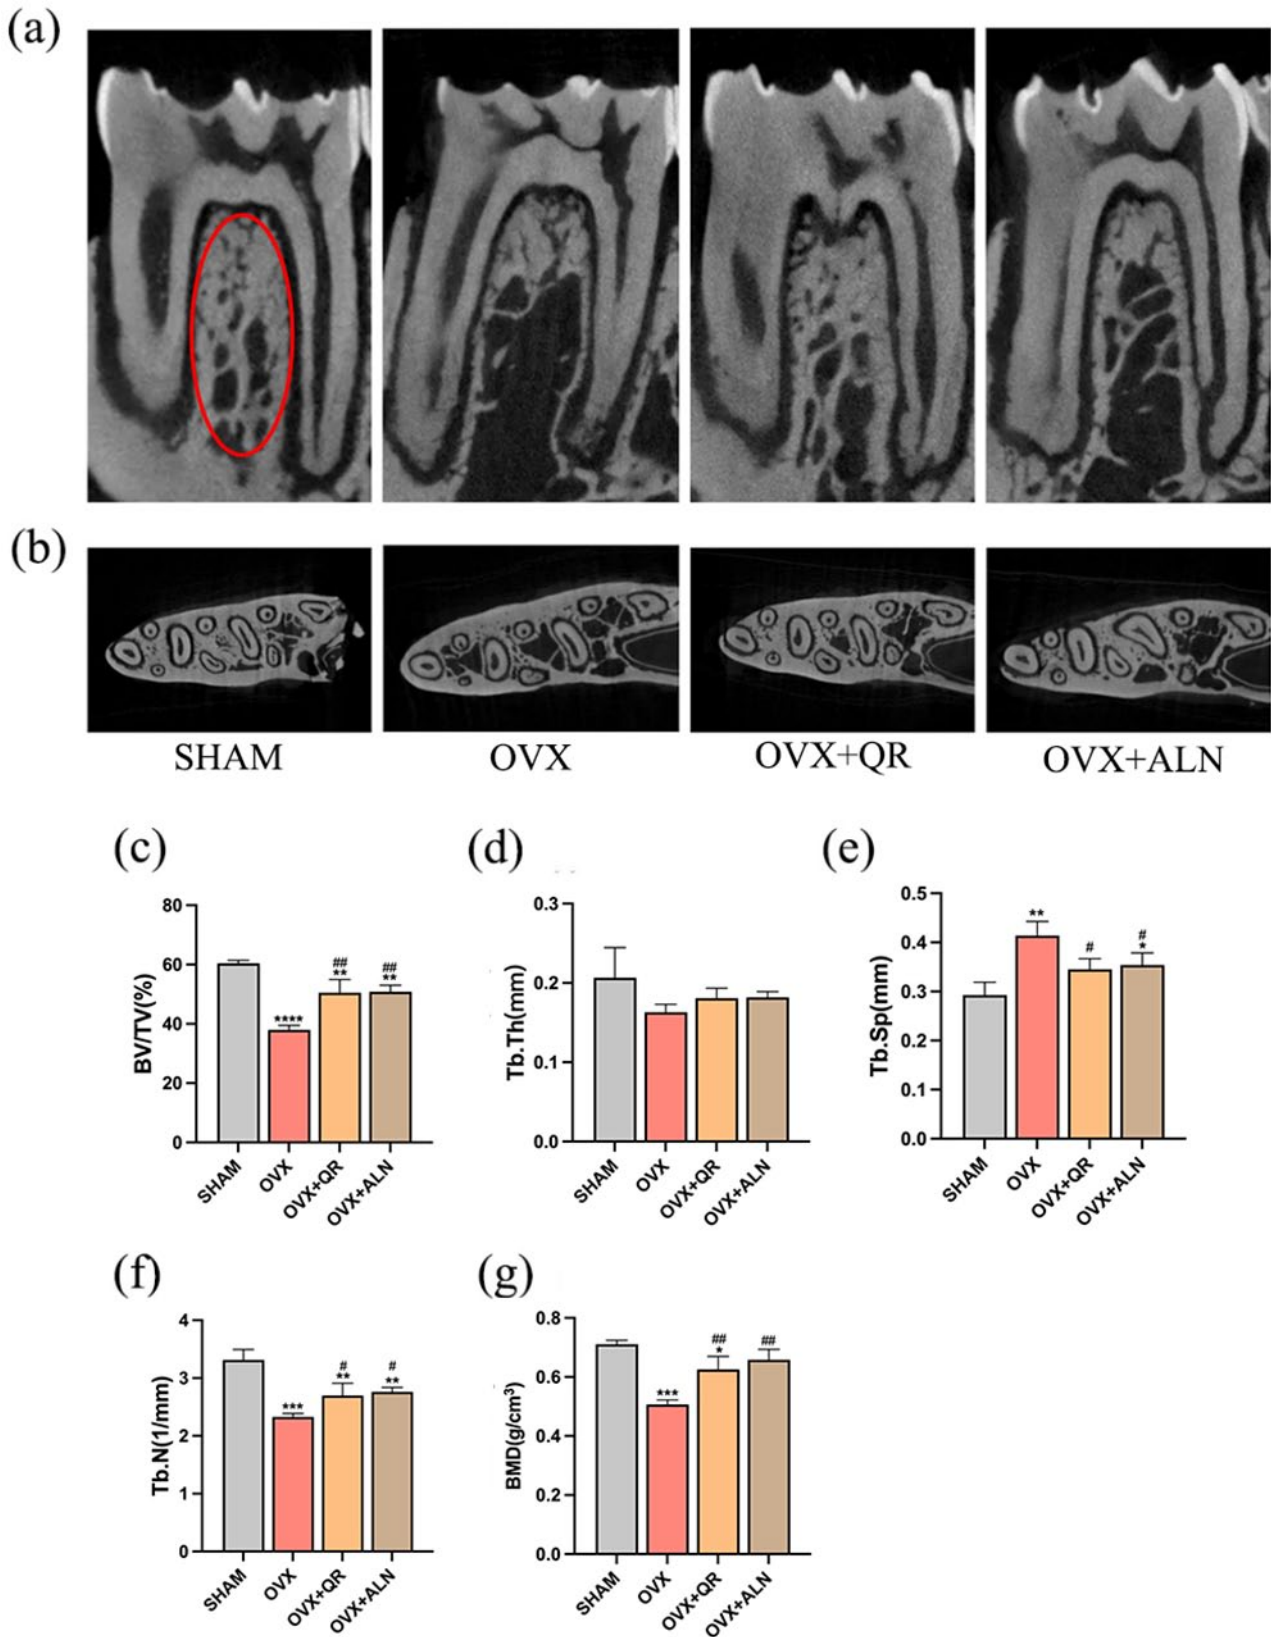 (a)
(b)
SHAM OVX OVX+QR OVX+ALN
(c) (d) (e)
BV/TV(%)
80
60
40
20
0
****
##
**
##
**
SHAM OVX OVX+QR OVX+ALN
Tb.Th(mm)
0.3
0.2
0.1
0.0
SHAM OVX OVX+QR OVX+ALN
Tb.Sp(mm)
0.5
0.4
0.3
0.2
0.1
0.0
**
#
#
*
SHAM OVX OVX+QR OVX+ALN
(f) (g)
Tb.N(1/mm)
4
3
2
1
0
***
#
**
#
**
SHAM OVX OVX+QR OVX+ALN
BMD(g/cm³)
0.8
0.6
0.4
0.2
0.0
***
##
*
##
SHAM OVX OVX+QR OVX+ALN